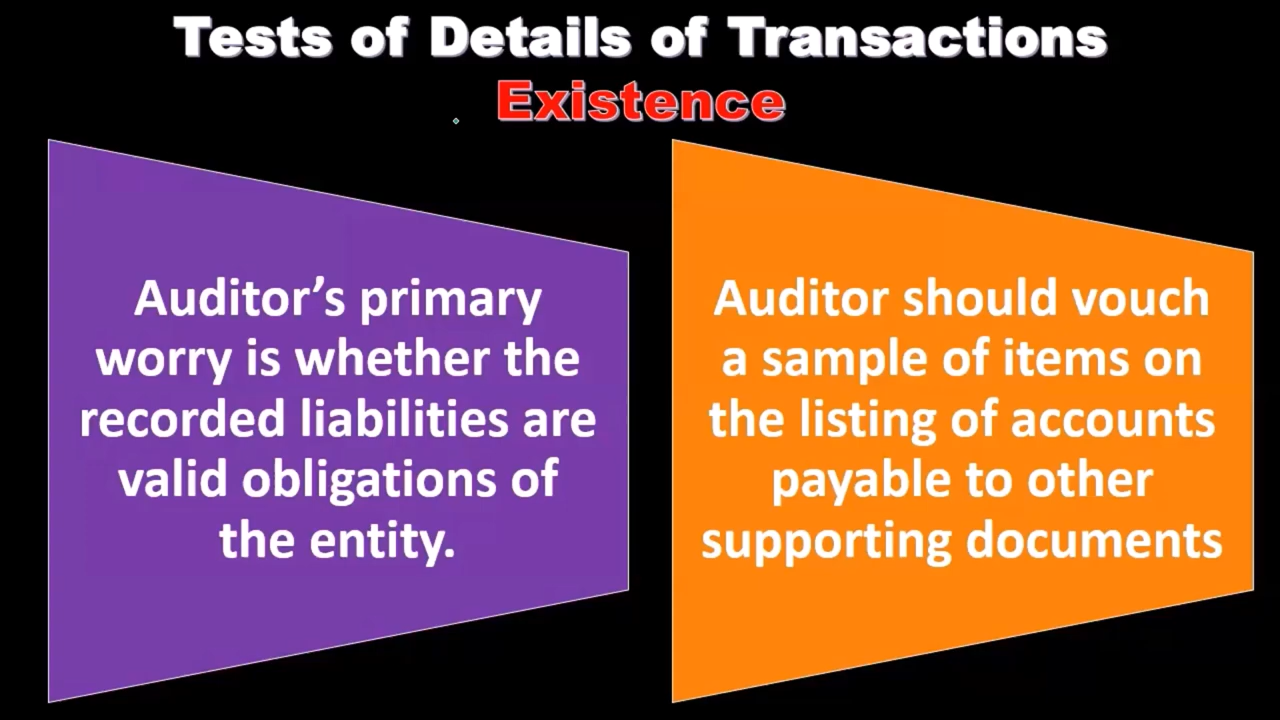 Tests of Details of Transactions
Existence
Auditor’s primary
worry is whether the
recorded liabilities are
valid obligations of
the entity.
Auditor should vouch
a sample of items on
the listing of accounts
payable to other
supporting documents